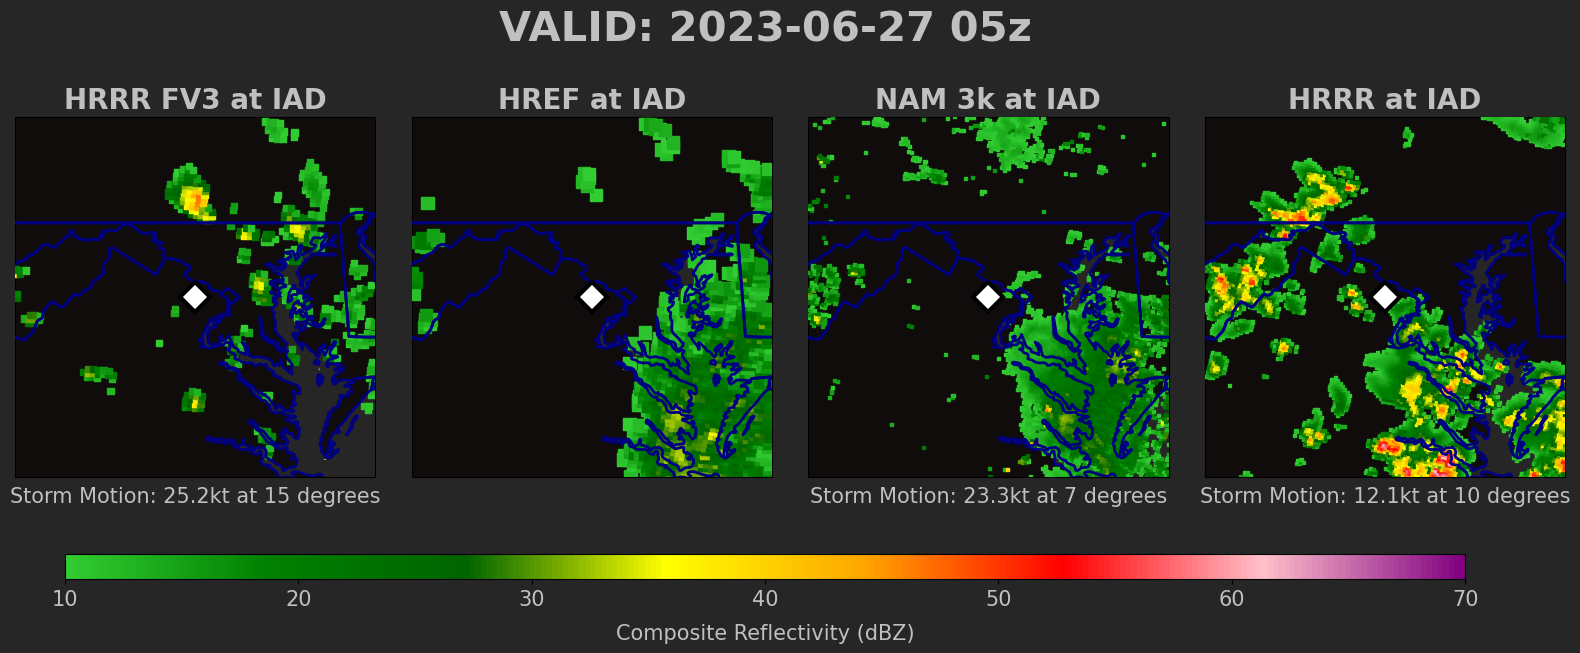 VALID: 2023-06-27 05z
HRRR FV3 at IAD
HREF at IAD
NAM 3k at IAD
HRRR at IAD
Storm Motion: 25.2kt at 15 degrees
Storm Motion: 23.3kt at 7 degrees
Storm Motion: 12.1kt at 10 degrees
10 20 30 40 50 60 70
Composite Reflectivity (dBZ)